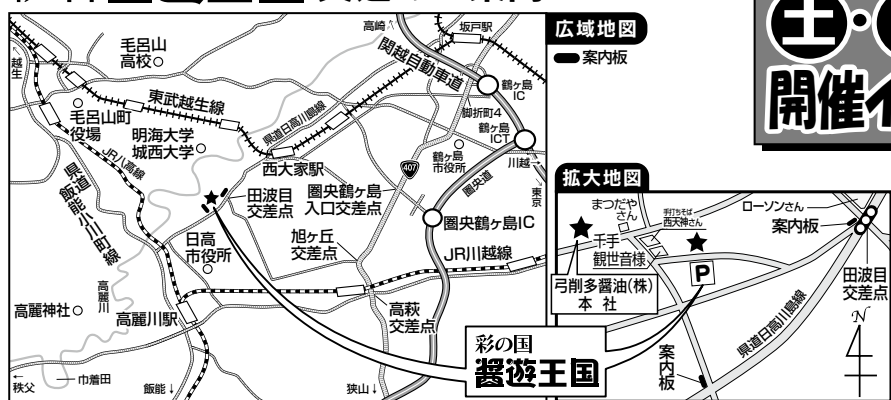 広域地図
案内板
土・
開催イ
高崎
坂戸駅
越生
毛呂山
高校
関越自動車道
鶴ヶ島
IC
東武越生線
県道日高川島線
脚折町4
毛呂山町
役場
明海大学
城西大学
鶴ヶ島
ICT
JR八高線
西大家駅
407
鶴ヶ島
市役所
川越
東京
県道飯能小川町線
田波目
交差点
圏央鶴ヶ島
入口交差点
圏央道
圏央鶴ヶ島IC
日高
市役所
旭ヶ丘
交差点
JR川越線
高麗川
高麗神社
高麗川駅
高萩
交差点
秩父
巾着田
飯能
狭山
彩の国
醤遊王国
拡大地図
まつだや
さん
手打ちそば
西天神さん
ローソンさん
案内板
千手
観世音様
P
弓削多醤油(株)
本社
田波目
交差点
県道日高川島線
案内板
N